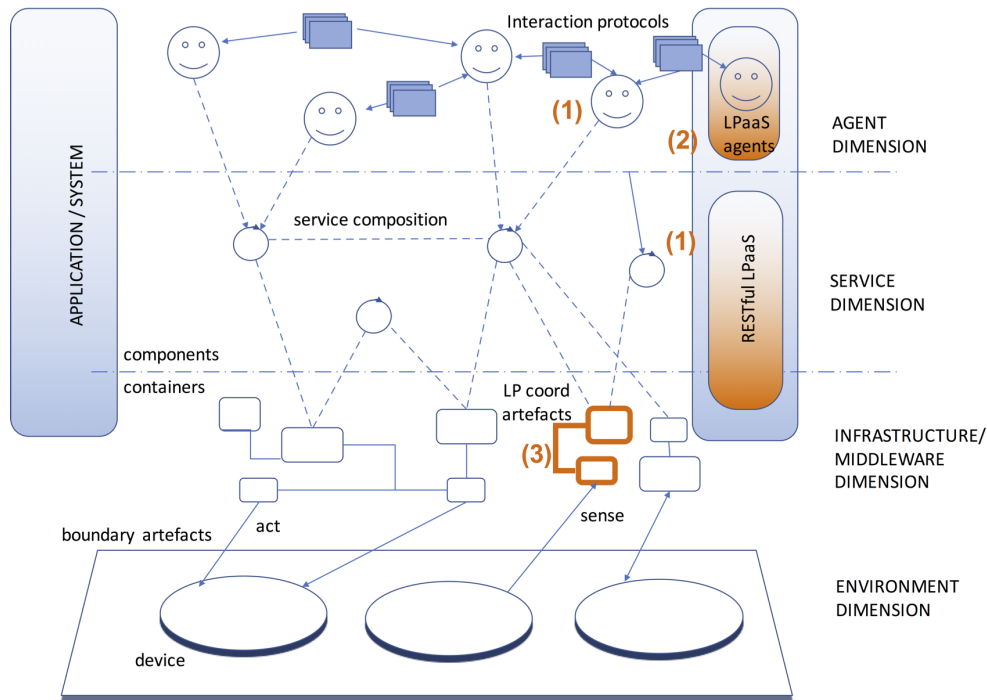 Interaction protocols
(1)
(2)
LPaaS
agents
AGENT
DIMENSION
APPLICATION / SYSTEM
service composition
(1)
RESTful LPaaS
SERVICE
DIMENSION
components
containers
LP coord
artefacts
(3)
INFRASTRUCTURE/
MIDDLEWARE
DIMENSION
act
sense
boundary artefacts
ENVIRONMENT
DIMENSION
device